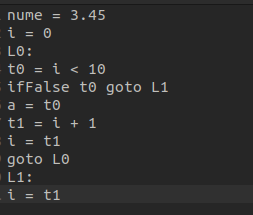 nume = 3.45
i = 0
L0:
t0 = i < 10
ifFalse t0 goto L1
a = t0
t1 = i + 1
i = t1
goto L0
L1:
i = t1